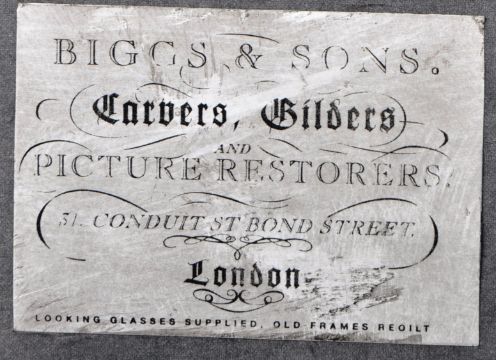 BIGGS & SONS.
Carvers, Gilders
AND
PICTURE RESTORERS.
31. CONDUIT ST BOND STREET.
London
LOOKING GLASSES SUPPLIED, OLD FRAMES REGILT